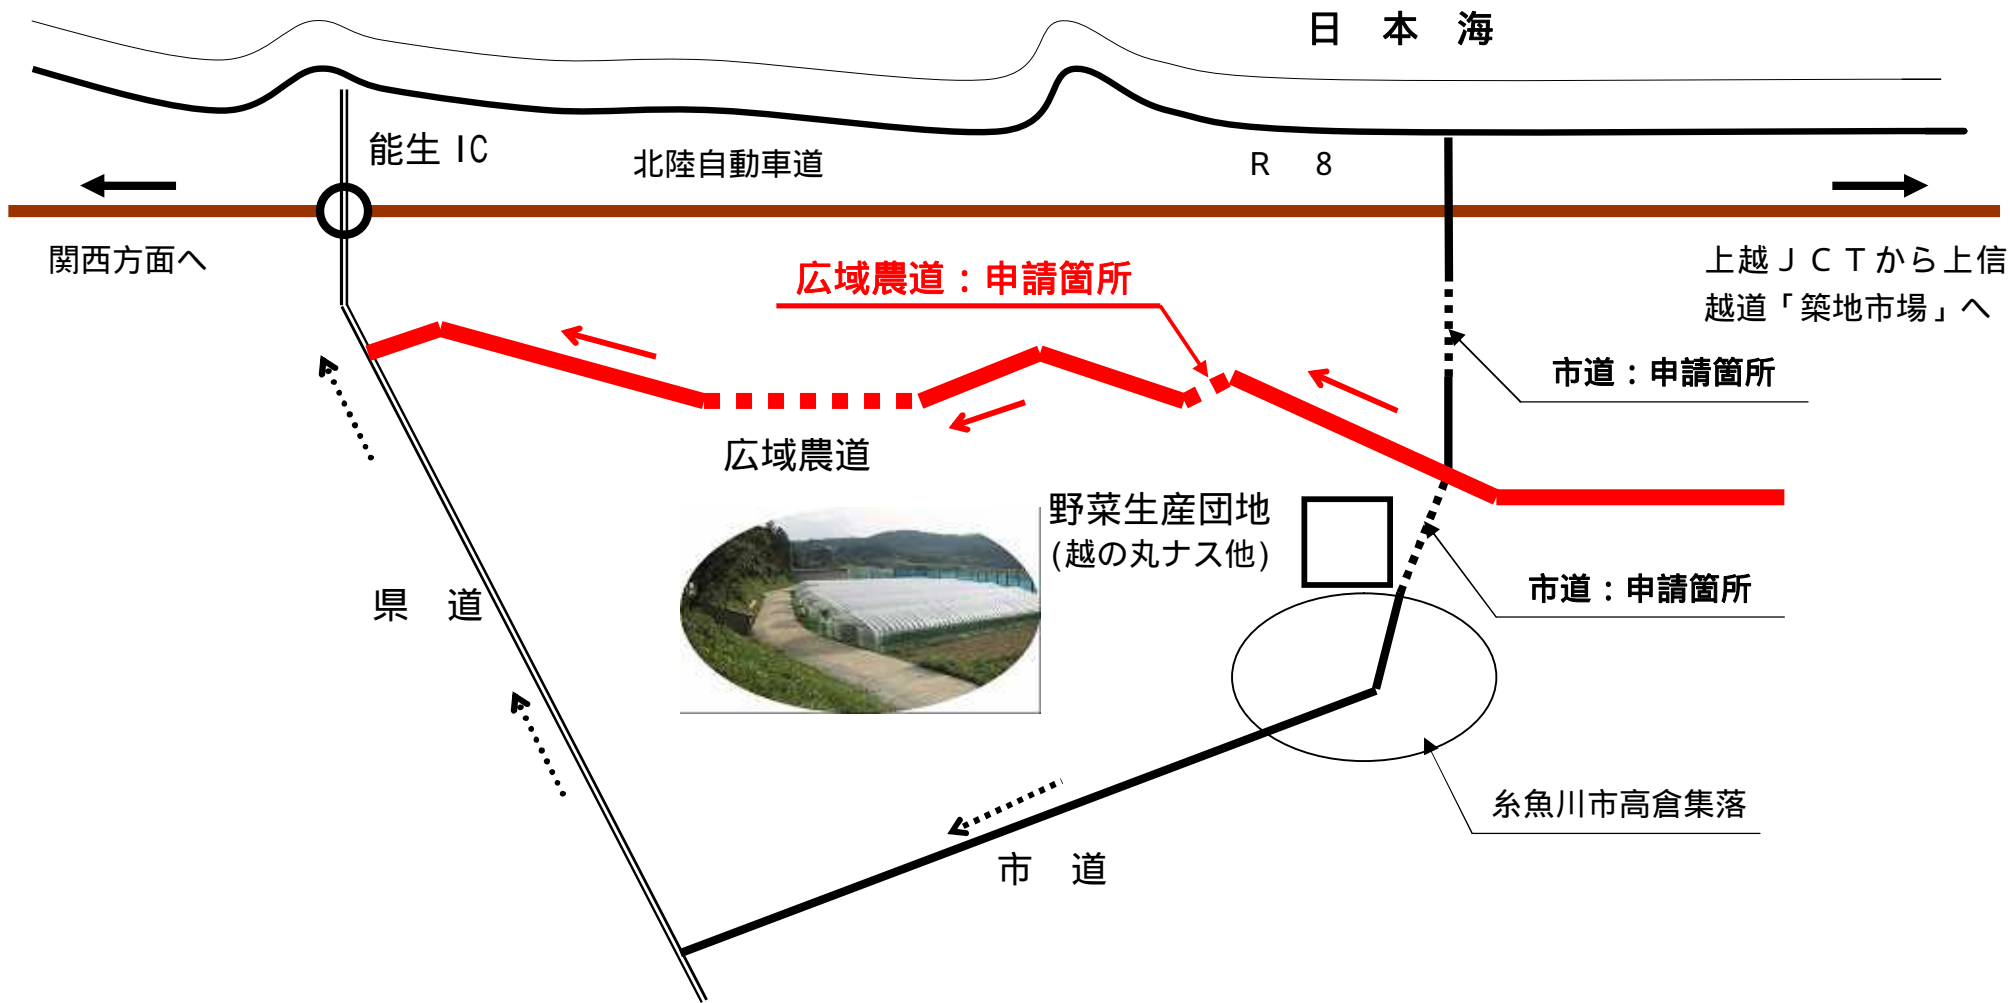 日 本 海
能生 IC
北陸自動車道
R 8
関西方面へ
上越JCTから上信
越道「築地市場」へ
広域農道：申請箇所
市道：申請箇所
広域農道
野菜生産団地
(越の丸ナス他)
市道：申請箇所
県 道
糸魚川市高倉集落
市 道